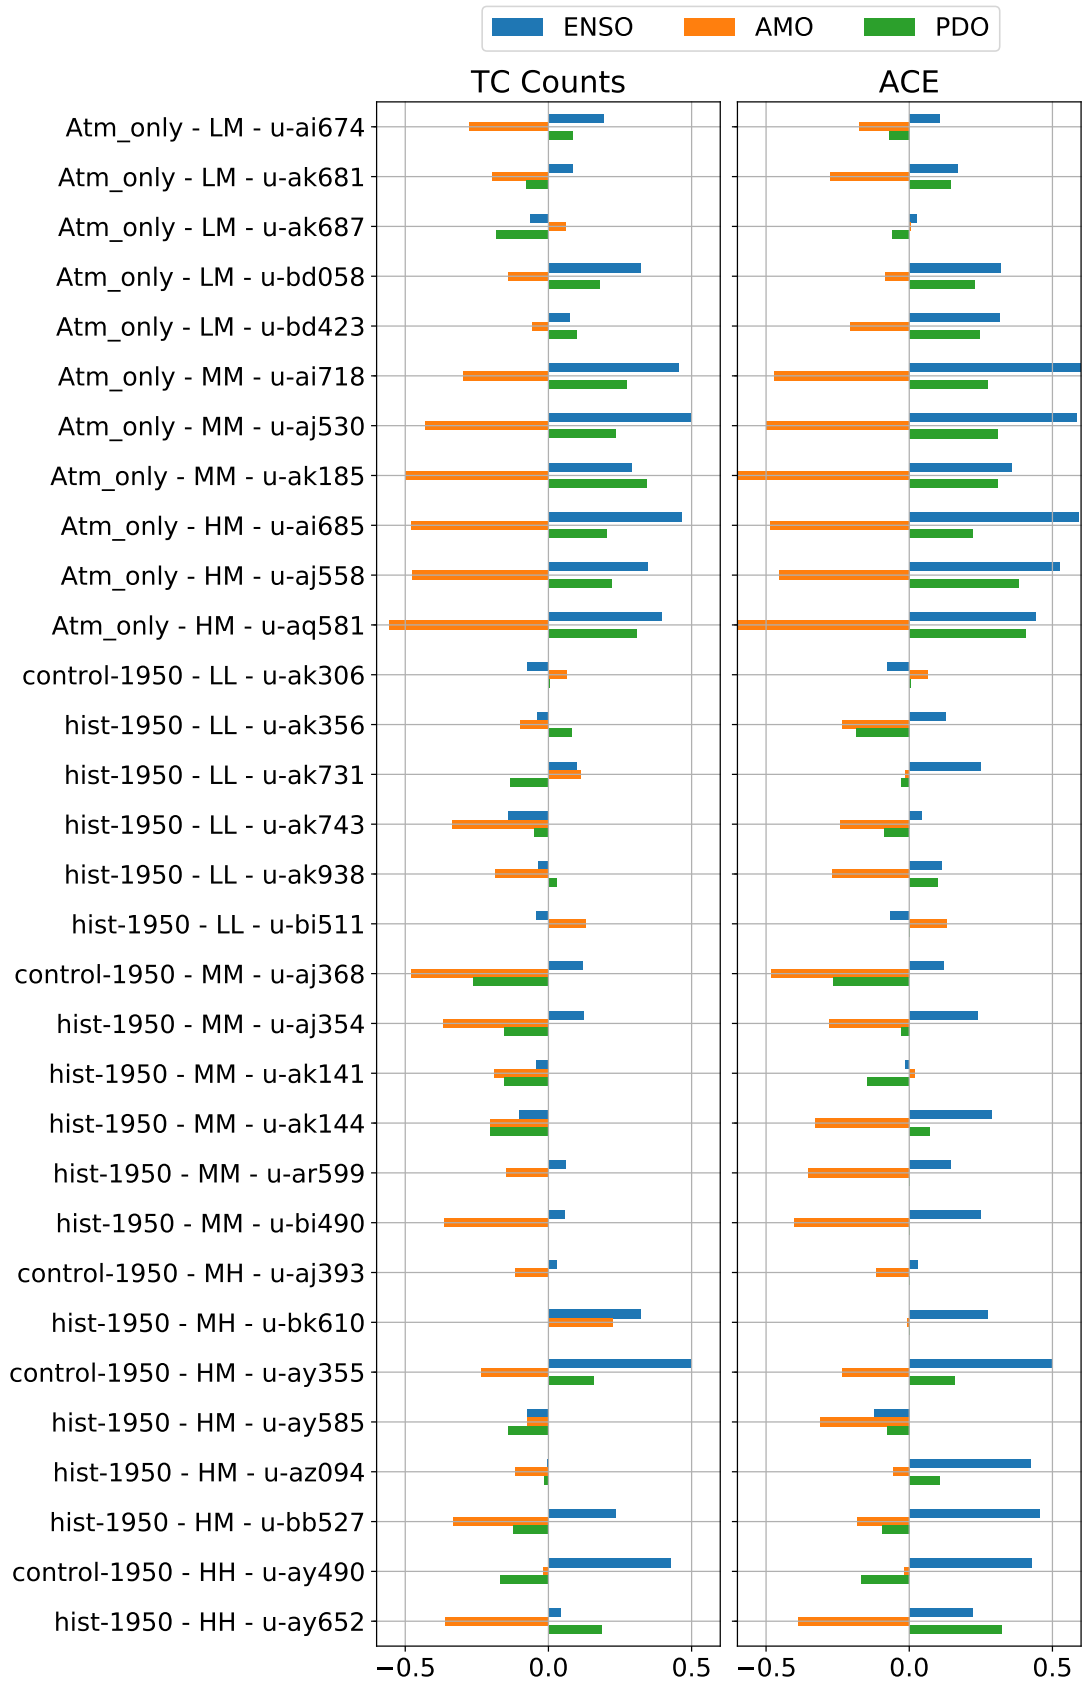 ENSO AMO PDO
TC Counts ACE
Atm_only - LM - u-ai674
Atm_only - LM - u-ak681
Atm_only - LM - u-ak687
Atm_only - LM - u-bd058
Atm_only - LM - u-bd423
Atm_only - MM - u-ai718
Atm_only - MM - u-aj530
Atm_only - MM - u-ak185
Atm_only - HM - u-ai685
Atm_only - HM - u-aj558
Atm_only - HM - u-aq581
control-1950 - LL - u-ak306
hist-1950 - LL - u-ak356
hist-1950 - LL - u-ak731
hist-1950 - LL - u-ak743
hist-1950 - LL - u-ak938
hist-1950 - LL - u-bi511
control-1950 - MM - u-aj368
hist-1950 - MM - u-aj354
hist-1950 - MM - u-ak141
hist-1950 - MM - u-ak144
hist-1950 - MM - u-ar599
hist-1950 - MM - u-bi490
control-1950 - MH - u-aj393
hist-1950 - MH - u-bk610
control-1950 - HM - u-ay355
hist-1950 - HM - u-ay585
hist-1950 - HM - u-az094
hist-1950 - HM - u-bb527
control-1950 - HH - u-ay490
hist-1950 - HH - u-ay652
−0.5 0.0 0.5 −0.5 0.0 0.5